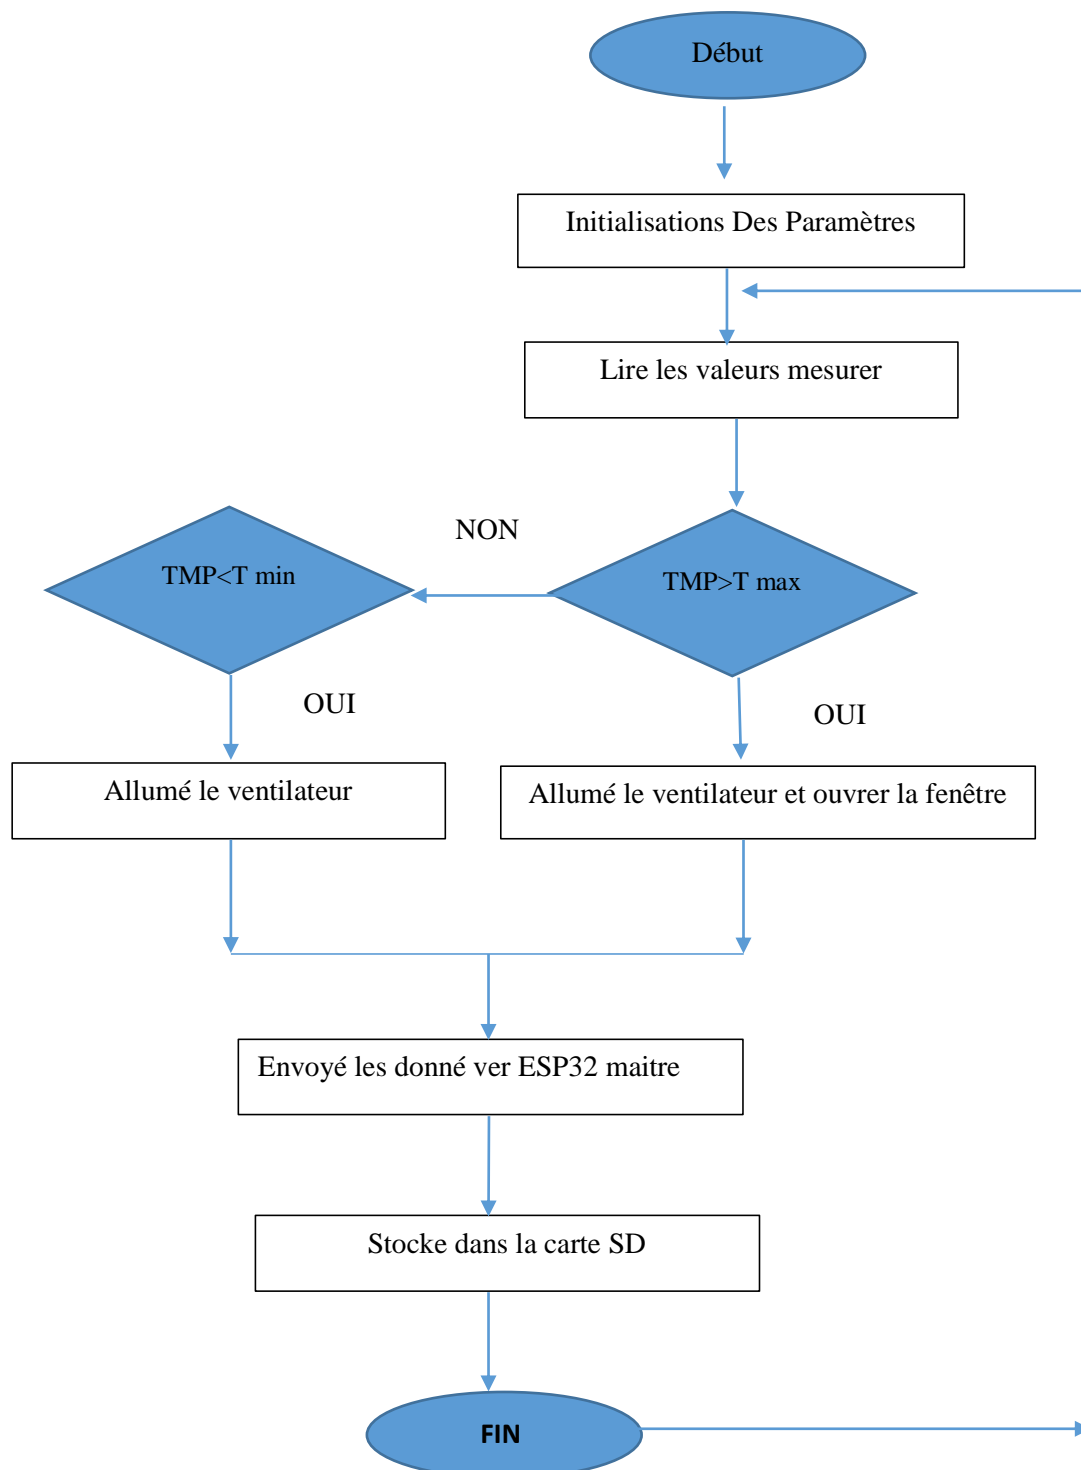 Début
Initialisations Des Paramètres
Lire les valeurs mesurer
NON
TMP<T min
TMP>T max
OUI
OUI
Allumé le ventilateur
Allumé le ventilateur et ouvrer la fenêtre
Envoyé les donné ver ESP32 maitre
Stocke dans la carte SD
FIN